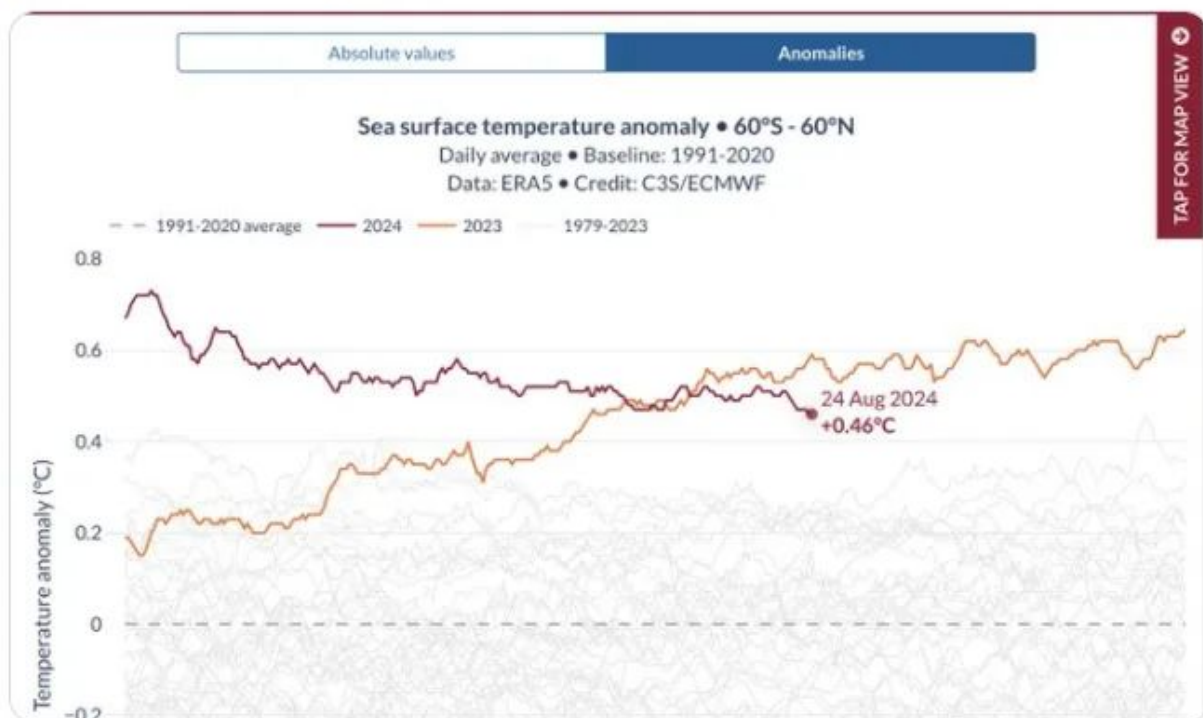 Absolute values
Anomalies
TAP FOR MAP VIEW
Sea surface temperature anomaly • 60°S - 60°N
Daily average • Baseline: 1991-2020
Data: ERA5 • Credit: C3S/ECMWF
1991-2020 average
2024
2023
1979-2023
Temperature anomaly (°C)
0.8
0.6
0.4
0.2
0
−0.2
24 Aug 2024
+0.46°C